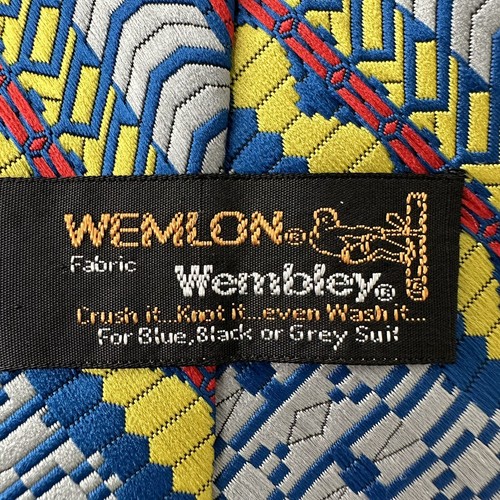 WEMLON®
Fabric
Wembley®
Crush it...Knot it...even Wash it...
For Blue, Black or Grey Suit